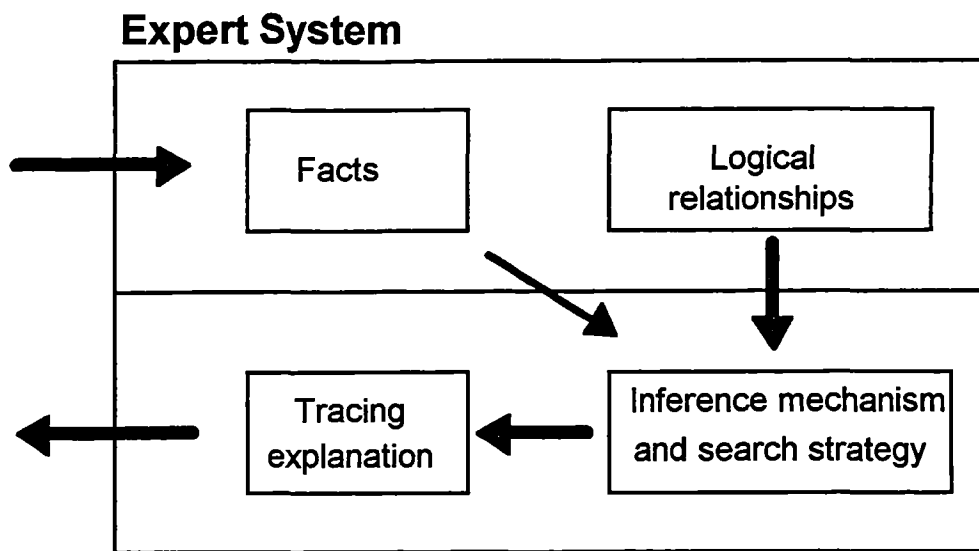 Expert System
Facts
Logical
relationships
Tracing
explanation
Inference mechanism
and search strategy